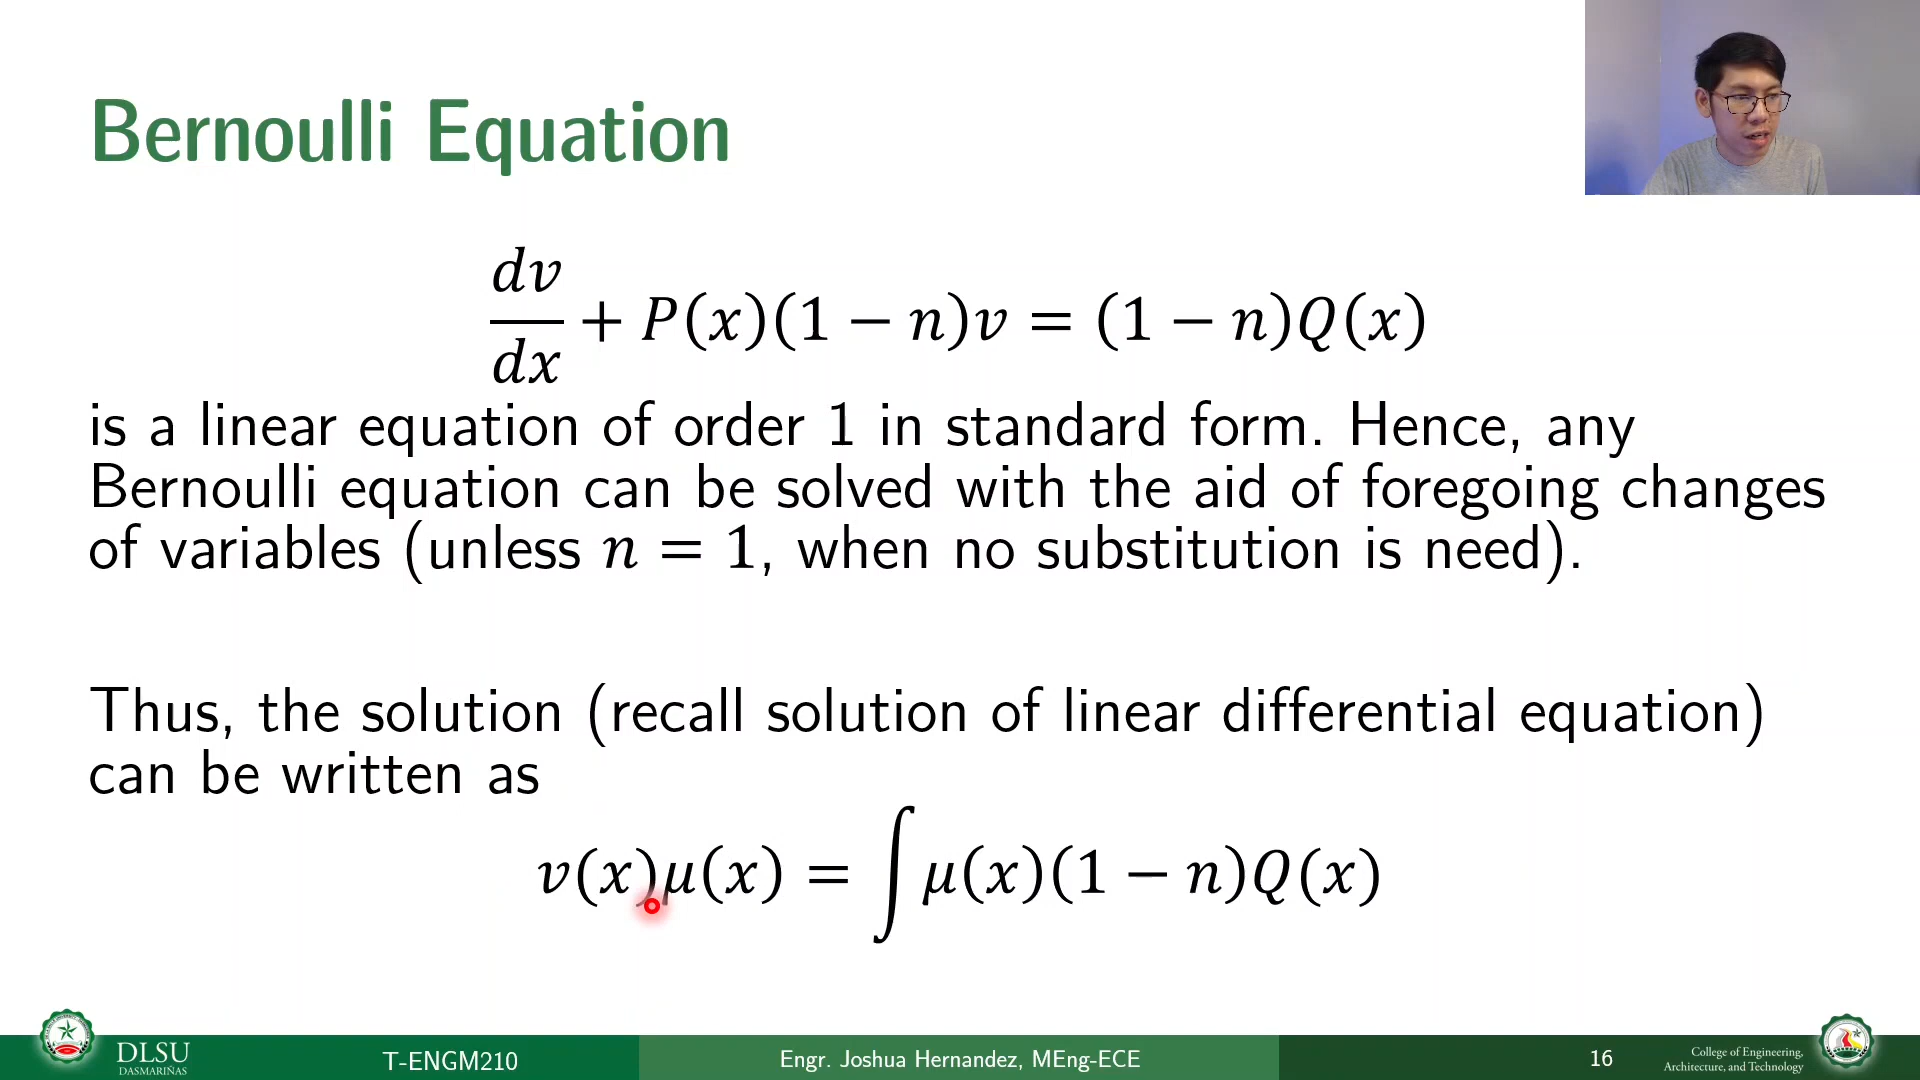 Bernoulli Equation
dv/dx + P(x)(1 − n)v = (1 − n)Q(x)
is a linear equation of order 1 in standard form. Hence, any
Bernoulli equation can be solved with the aid of foregoing changes
of variables (unless n = 1, when no substitution is need).
Thus, the solution (recall solution of linear differential equation)
can be written as
v(x)μ(x) = ∫ μ(x)(1 − n)Q(x)
DLSU
DASMARIÑAS
T-ENGM210
Engr. Joshua Hernandez, MEng-ECE
16
College of Engineering,
Architecture, and Technology